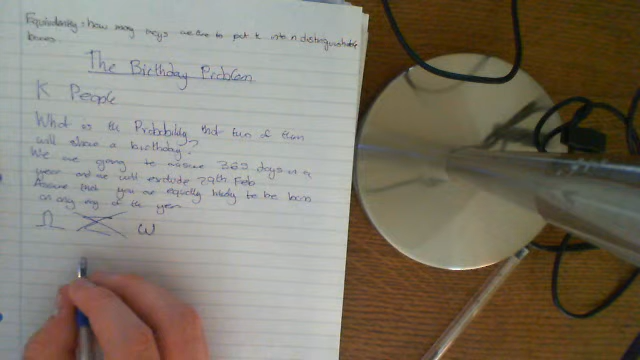 Equivalently: how many ways are there to put k into n distinguishable
boxes.
The Birthday Problem
K People
What is the Probability that two of them
will share a birthday?
We are going to assume 365 days in a
year and we will exclude 29th Feb
Assume that you are equally likely to be born
on any day of the year
Ω ω